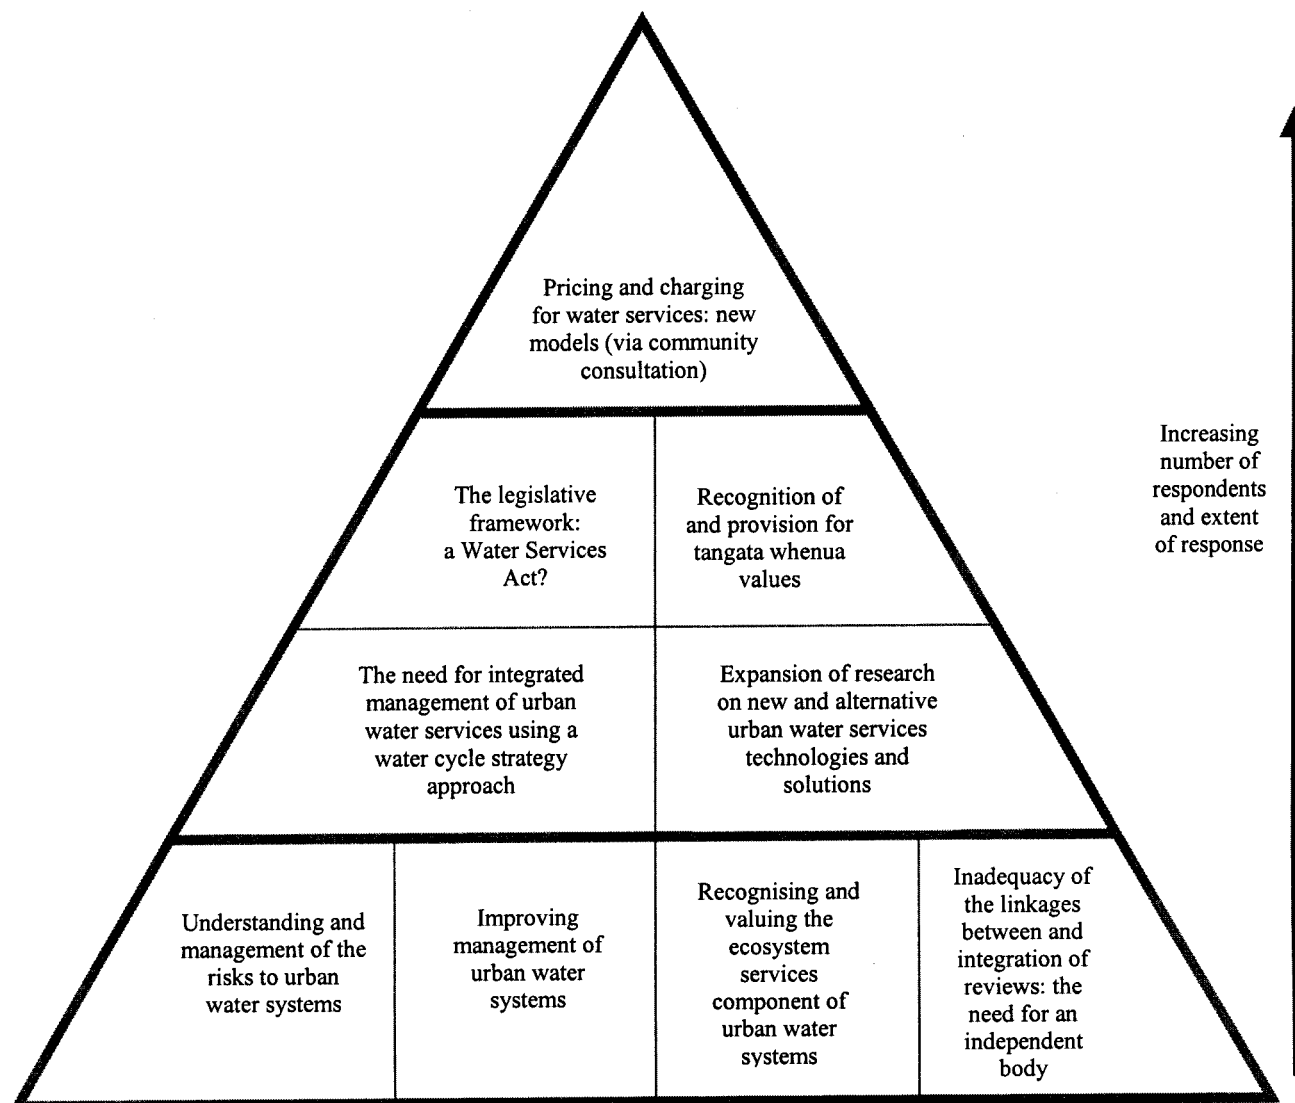 Pricing and charging
for water services: new
models (via community
consultation)
Increasing
number of
respondents
and extent
of response
The legislative
framework:
a Water Services
Act?
Recognition of
and provision for
tangata whenua
values
The need for integrated
management of urban
water services using a
water cycle strategy
approach
Expansion of research
on new and alternative
urban water services
technologies and
solutions
Understanding and
management of the
risks to urban
water systems
Improving
management of
urban water
systems
Recognising and
valuing the
ecosystem
services
component of
urban water
systems
Inadequacy of
the linkages
between and
integration of
reviews: the
need for an
independent
body